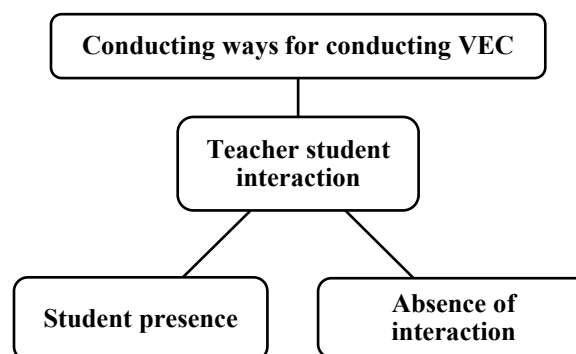 Conducting ways for conducting VEC
Teacher student
interaction
Student presence
Absence of
interaction